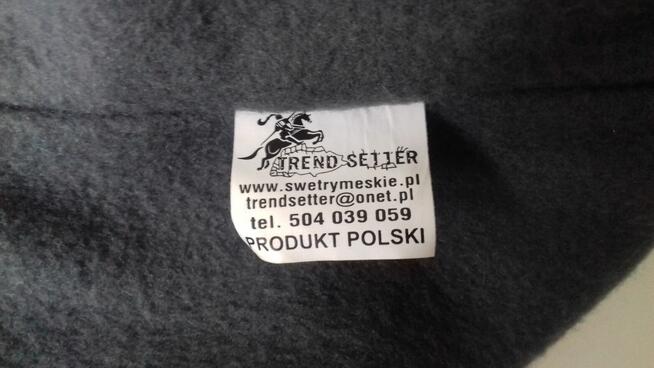 TREND SETTER
www.swetrymeskie.pl
trendsetter@onet.pl
tel. 504 039 059
PRODUKT POLSKI